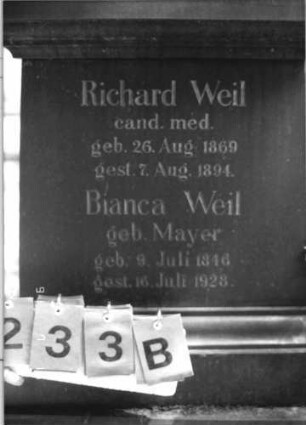 Richard Weil
cand. med.
geb. 26. Aug. 1869
gest. 7. Aug. 1894.
Bianca Weil
geb. Mayer
geb. 9. Juli 1846
gest. 16. Juli 1928.
2 3 3 B